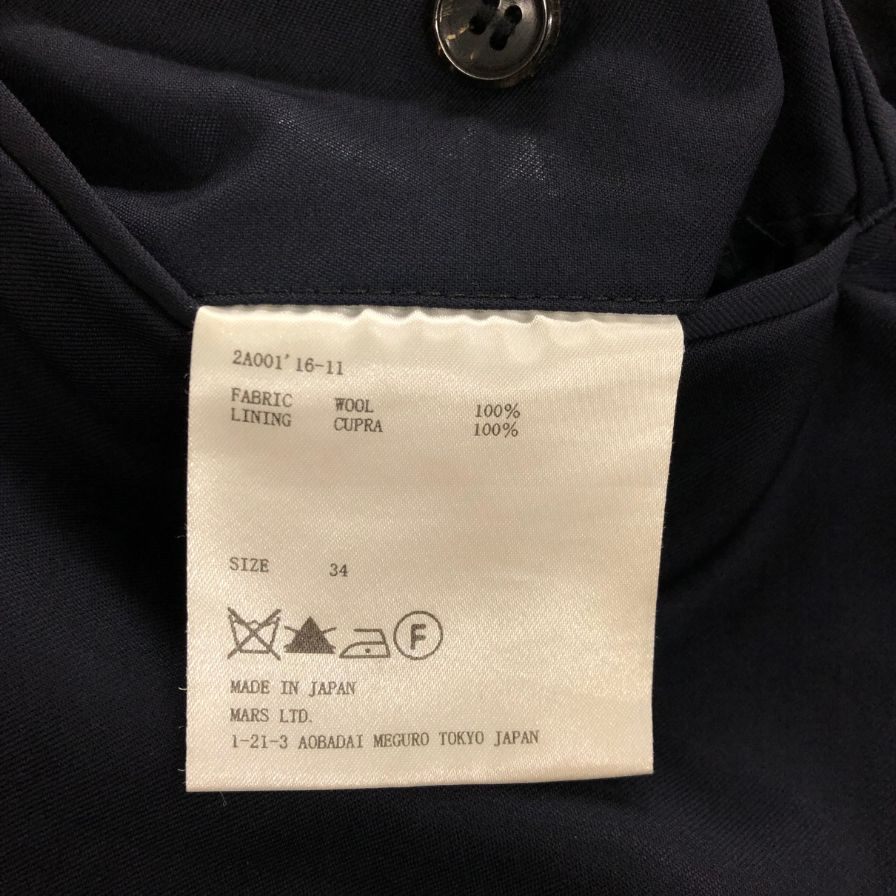 2A001'16-11
FABRIC WOOL 100%
LINING CUPRA 100%
SIZE 34
F
MADE IN JAPAN
MARS LTD.
1-21-3 AOBADAI MEGURO TOKYO JAPAN